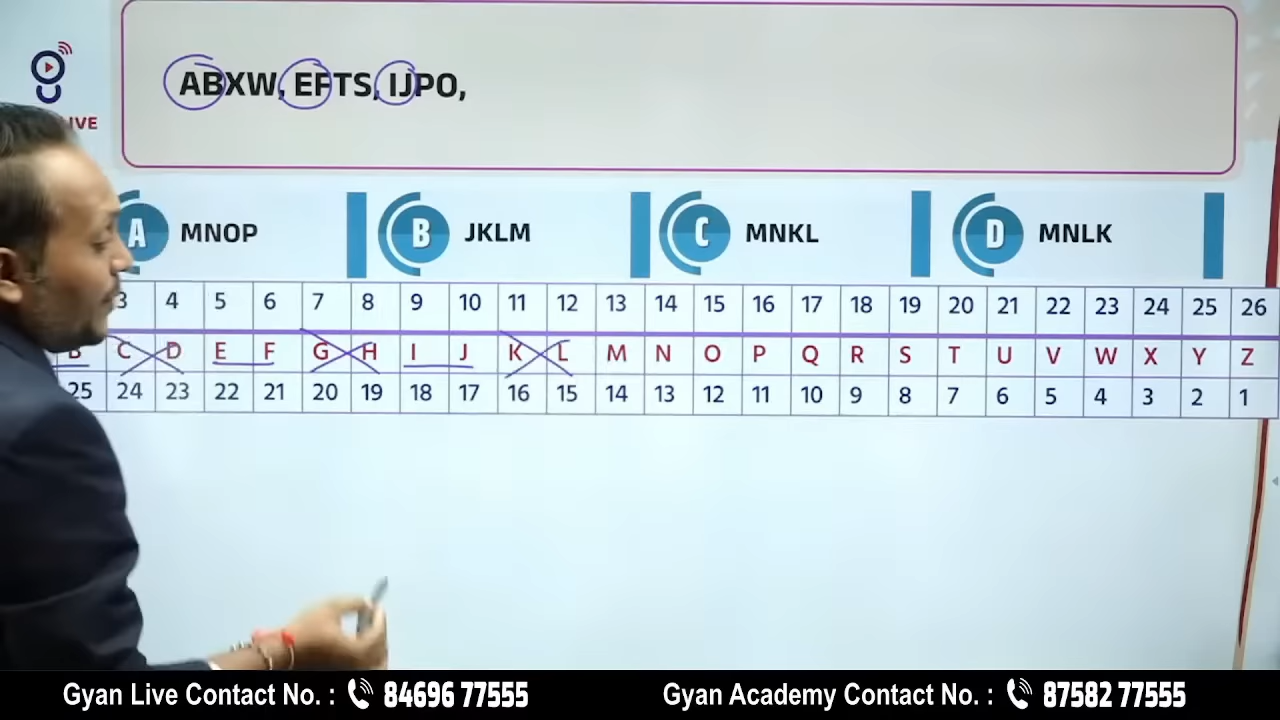 ABXW, EFTS, IJPO,
IVE
A MNOP B JKLM C MNKL D MNLK
3 4 5 6 7 8 9 10 11 12 13 14 15 16 17 18 19 20 21 22 23 24 25 26
B C D E F G H I J K L M N O P Q R S T U V W X Y Z
25 24 23 22 21 20 19 18 17 16 15 14 13 12 11 10 9 8 7 6 5 4 3 2 1
Gyan Live Contact No. : 84696 77555 Gyan Academy Contact No. : 87582 77555